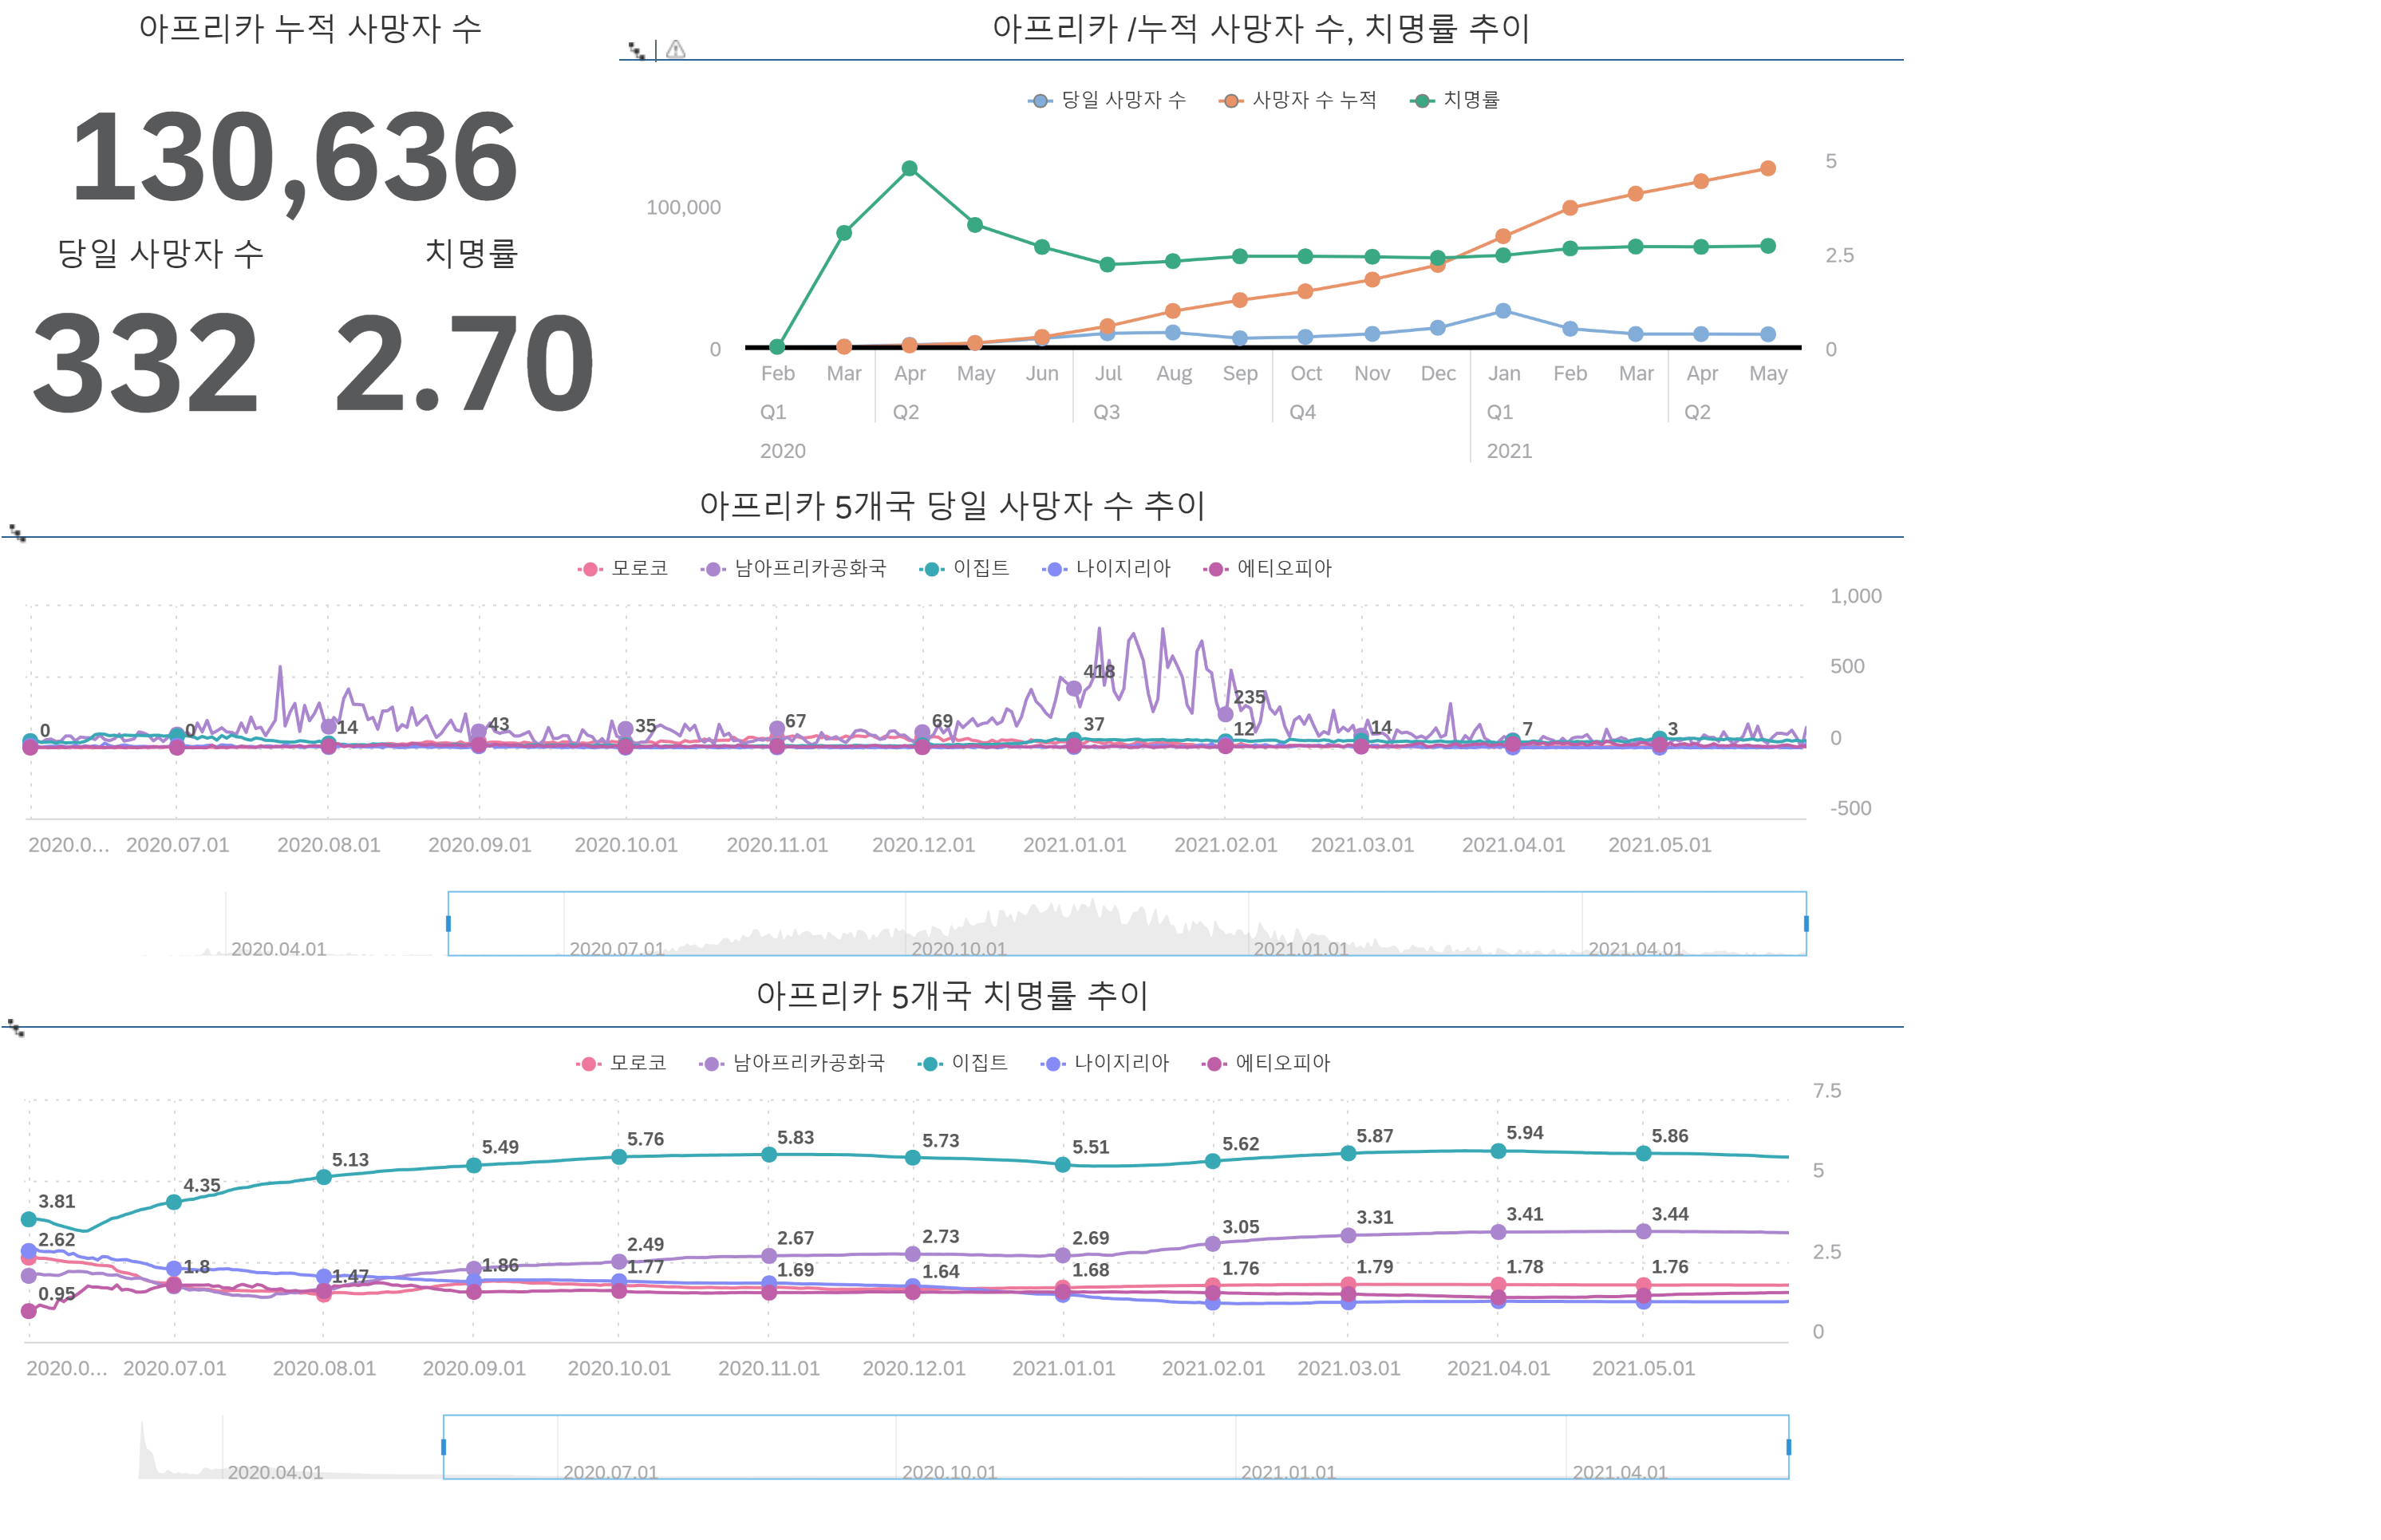 아프리카 누적 사망자 수
130,636
당일 사망자 수 치명률
332 2.70
아프리카 /누적 사망자 수, 치명률 추이
당일 사망자 수 사망자 수 누적 치명률
5
100,000
2.5
0 0
Feb Mar Apr May Jun Jul Aug Sep Oct Nov Dec Jan Feb Mar Apr May
Q1 Q2 Q3 Q4 Q1 Q2
2020 2021
아프리카 5개국 당일 사망자 수 추이
모로코 남아프리카공화국 이집트 나이지리아 에티오피아
1,000
500
0
-500
418
235
0 0 14 43 35 67 69 37 12 14 7 3
2020.0... 2020.07.01 2020.08.01 2020.09.01 2020.10.01 2020.11.01 2020.12.01 2021.01.01 2021.02.01 2021.03.01 2021.04.01 2021.05.01
2020.04.01 2020.07.01 2020.10.01 2021.01.01 2021.04.01
아프리카 5개국 치명률 추이
모로코 남아프리카공화국 이집트 나이지리아 에티오피아
7.5
5
2.5
0
3.81 4.35 5.13 5.49 5.76 5.83 5.73 5.51 5.62 5.87 5.94 5.86
2.49 2.67 2.73 2.69 3.05 3.31 3.41 3.44
2.62 1.8 1.47 1.86 1.77 1.69 1.64 1.68 1.76 1.79 1.78 1.76
0.95
2020.0... 2020.07.01 2020.08.01 2020.09.01 2020.10.01 2020.11.01 2020.12.01 2021.01.01 2021.02.01 2021.03.01 2021.04.01 2021.05.01
2020.04.01 2020.07.01 2020.10.01 2021.01.01 2021.04.01